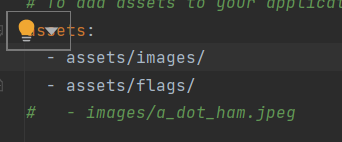 # To add assets to your applicat
assets:
- assets/images/
- assets/flags/
# - images/a_dot_ham.jpeg